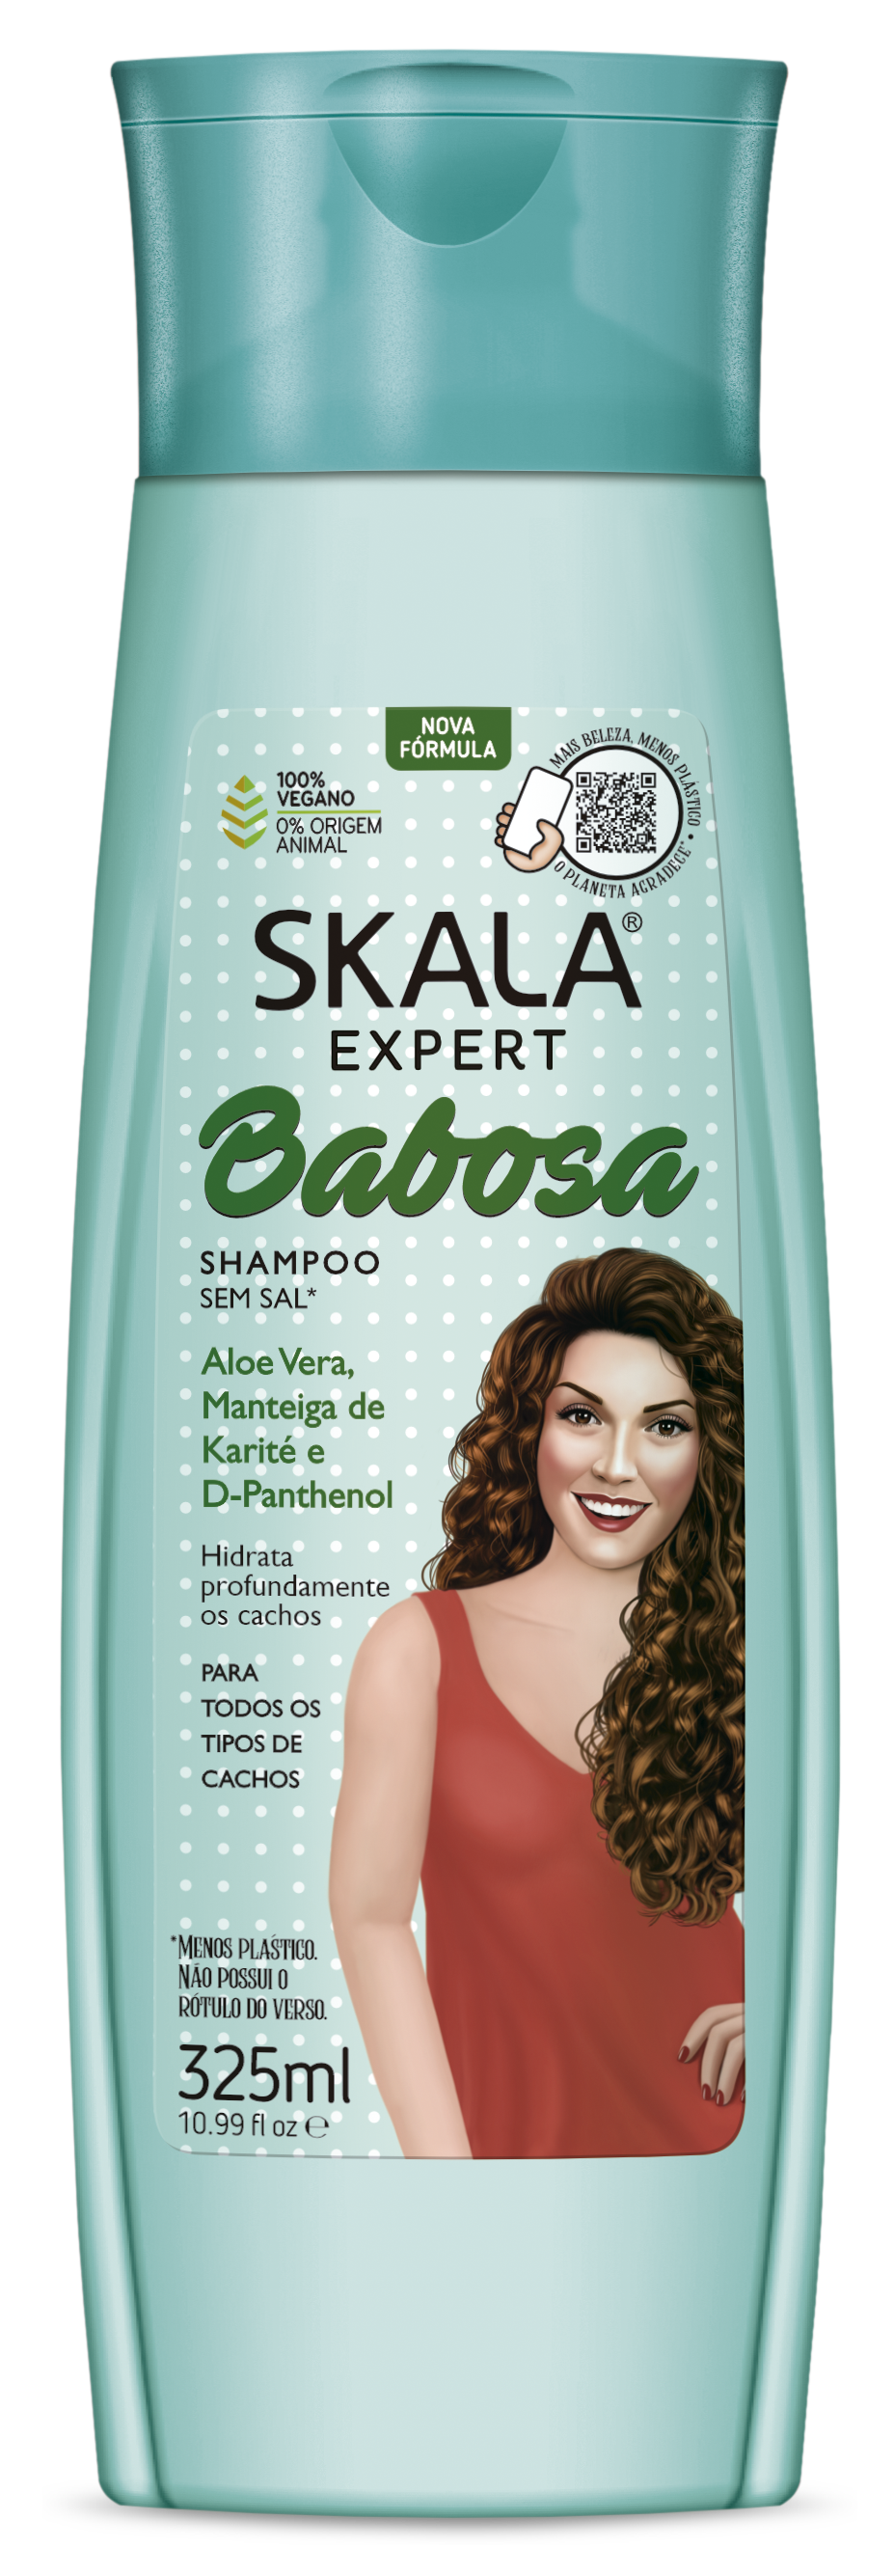 NOVA
FÓRMULA
100%
VEGANO
0% ORIGEM
ANIMAL
MAIS BELEZA, MENOS PLÁSTICO •
O PLANETA AGRADECE*
SKALA®
EXPERT
Babosa
SHAMPOO
SEM SAL*
Aloe Vera,
Manteiga de
Karité e
D-Panthenol
Hidrata
profundamente
os cachos
PARA
TODOS OS
TIPOS DE
CACHOS
*MENOS PLÁSTICO.
NÃO POSSUI O
RÓTULO DO VERSO.
325ml
10.99 fl oz ℮